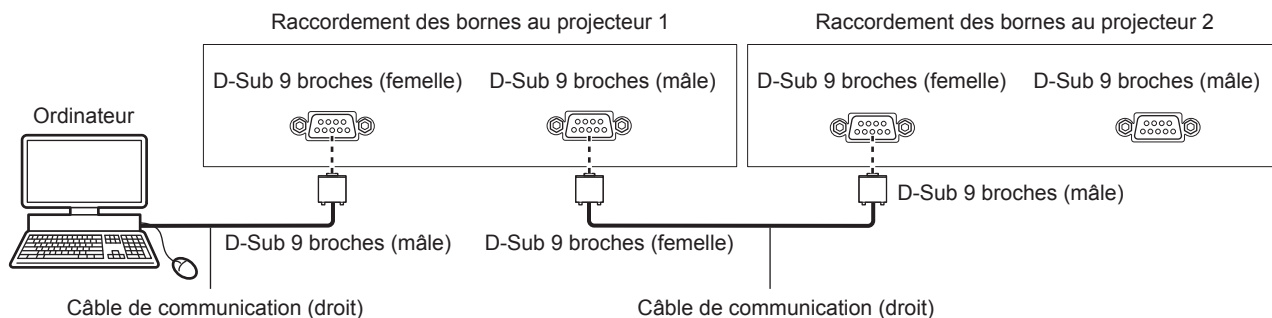 Raccordement des bornes au projecteur 1
Raccordement des bornes au projecteur 2
D-Sub 9 broches (femelle)
D-Sub 9 broches (mâle)
D-Sub 9 broches (femelle)
D-Sub 9 broches (mâle)
Ordinateur
D-Sub 9 broches (mâle)
D-Sub 9 broches (mâle)
D-Sub 9 broches (femelle)
Câble de communication (droit)
Câble de communication (droit)